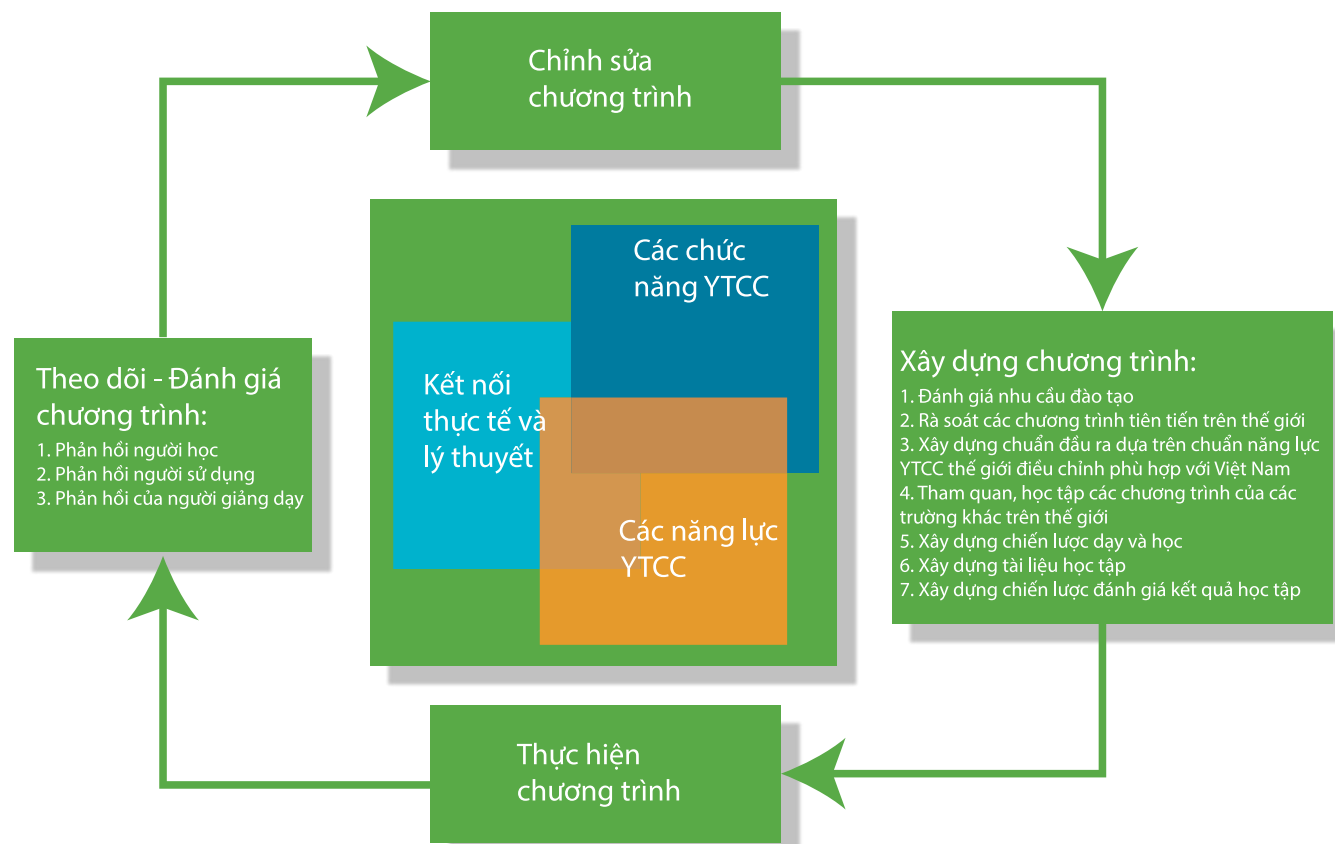 Chỉnh sửa
chương trình
Các chức
năng YTCC
Kết nối
thực tế và
lý thuyết
Các năng lực
YTCC
Theo dõi - Đánh giá
chương trình:
1. Phản hồi người học
2. Phản hồi người sử dụng
3. Phản hồi của người giảng dạy
Xây dựng chương trình:
1. Đánh giá nhu cầu đào tạo
2. Rà soát các chương trình tiên tiến trên thế giới
3. Xây dựng chuẩn đầu ra dựa trên chuẩn năng lực
YTCC thế giới điều chỉnh phù hợp với Việt Nam
4. Tham quan, học tập các chương trình của các
trường khác trên thế giới
5. Xây dựng chiến lược dạy và học
6. Xây dựng tài liệu học tập
7. Xây dựng chiến lược đánh giá kết quả học tập
Thực hiện
chương trình